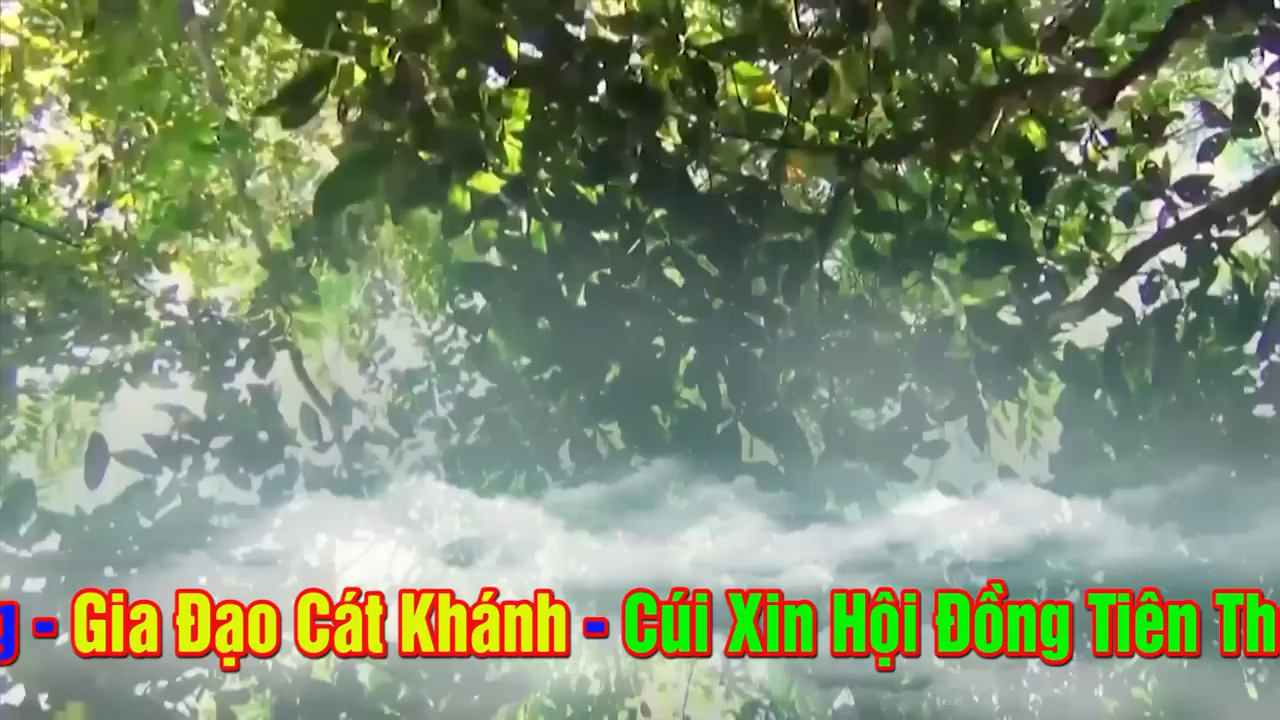 g - Gia Đạo Cát Khánh - Cúi Xin Hội Đồng Tiên Th